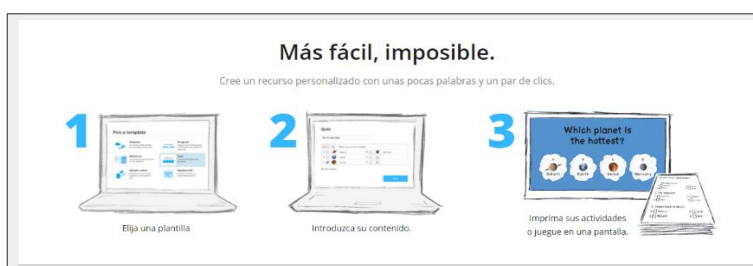 Más fácil, imposible.
Cree un recurso personalizado con unas pocas palabras y un par de clics.
1
Pick a template
Elija una plantilla
2
Quiz
Introduzca su contenido.
3
Which planet is
the hottest?
Saturn Earth Venus Mercury
Imprima sus actividades
o juegue en una pantalla.